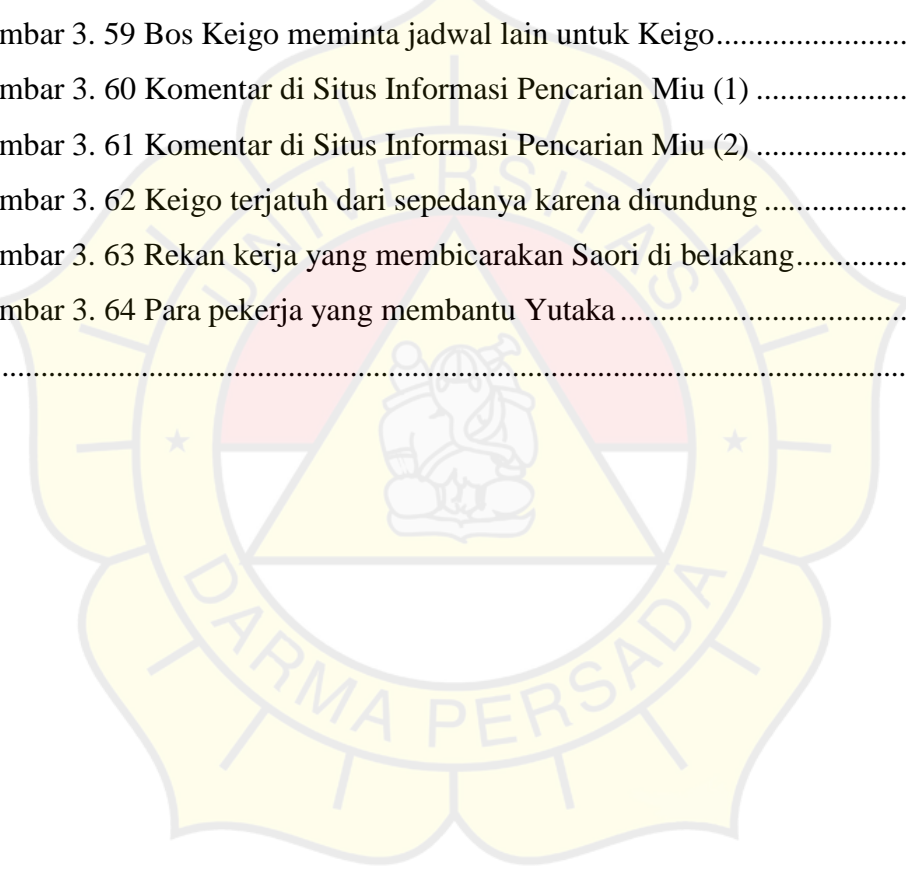 mbar 3. 59 Bos Keigo meminta jadwal lain untuk Keigo........................
mbar 3. 60 Komentar di Situs Informasi Pencarian Miu (1) ...................
mbar 3. 61 Komentar di Situs Informasi Pencarian Miu (2) ...................
mbar 3. 62 Keigo terjatuh dari sepedanya karena dirundung ..................
mbar 3. 63 Rekan kerja yang membicarakan Saori di belakang..............
mbar 3. 64 Para pekerja yang membantu Yutaka ....................................
....................................................................................................................
UNIVERSITAS
DARMA PERSADA